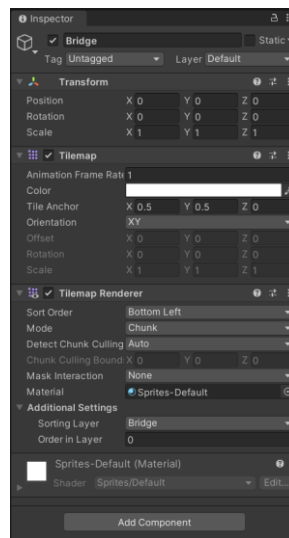 Inspector
Bridge Static
Tag Untagged Layer Default
Transform
Position X 0 Y 0 Z 0
Rotation X 0 Y 0 Z 0
Scale X 1 Y 1 Z 1
Tilemap
Animation Frame Rate 1
Color
Tile Anchor X 0.5 Y 0.5 Z 0
Orientation XY
Offset X 0 Y 0 Z 0
Rotation X 0 Y 0 Z 0
Scale X 1 Y 1 Z 1
Tilemap Renderer
Sort Order Bottom Left
Mode Chunk
Detect Chunk Culling Auto
Chunk Culling Bounds X 0 Y 0 Z 0
Mask Interaction None
Material Sprites-Default
Additional Settings
Sorting Layer Bridge
Order in Layer 0
Sprites-Default (Material)
Shader Sprites/Default Edit...
Add Component